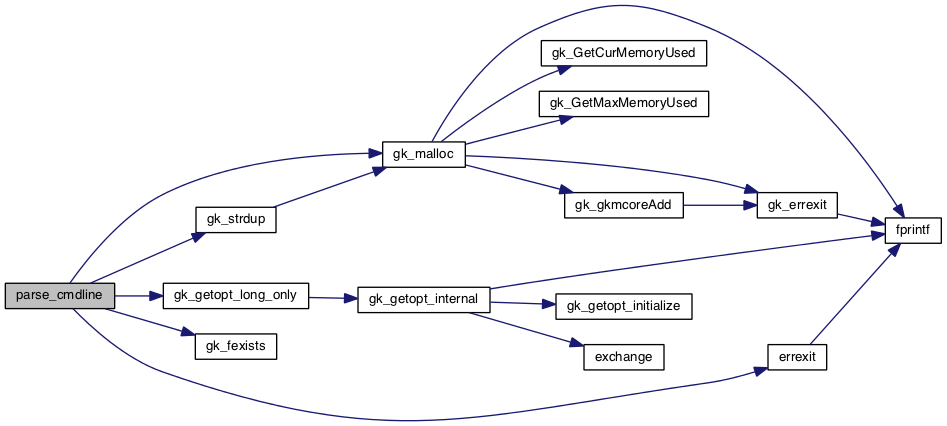 gk_GetCurMemoryUsed
gk_GetMaxMemoryUsed
gk_malloc
gk_gkmcoreAdd
gk_errexit
gk_strdup
fprintf
parse_cmdline
gk_getopt_long_only
gk_getopt_internal
gk_getopt_initialize
gk_fexists
exchange
errexit